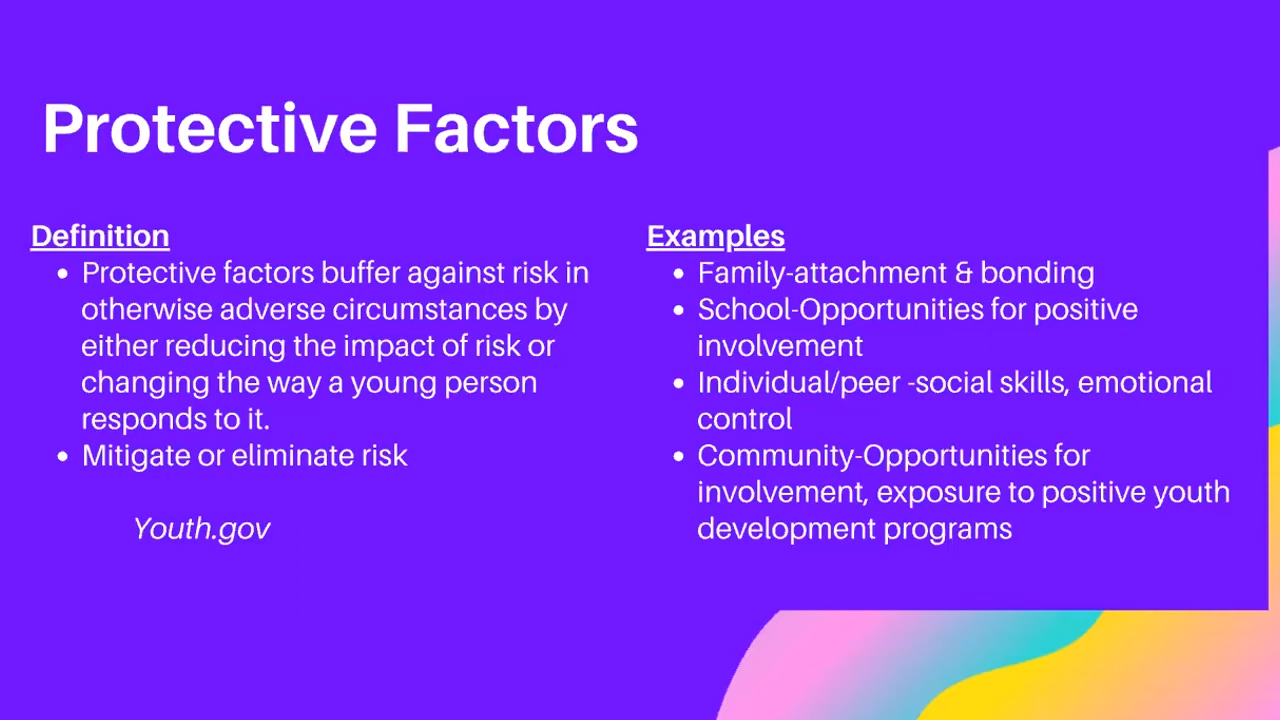 Protective Factors
Definition
Protective factors buffer against risk in
otherwise adverse circumstances by
either reducing the impact of risk or
changing the way a young person
responds to it.
Mitigate or eliminate risk
Youth.gov
Examples
Family-attachment & bonding
School-Opportunities for positive
involvement
Individual/peer -social skills, emotional
control
Community-Opportunities for
involvement, exposure to positive youth
development programs